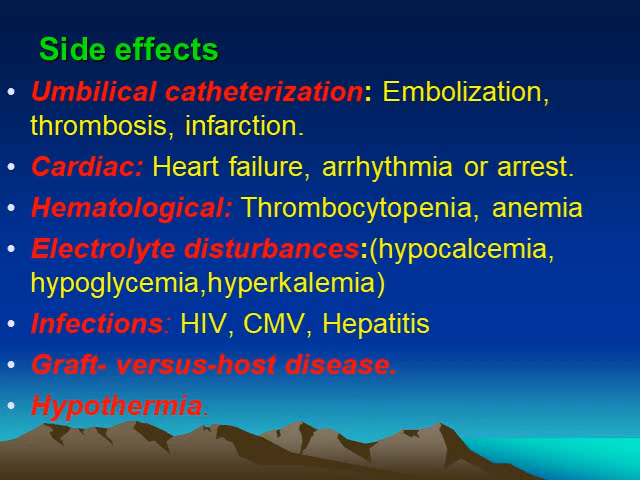 Side effects
• Umbilical catheterization: Embolization,
thrombosis, infarction.
• Cardiac: Heart failure, arrhythmia or arrest.
• Hematological: Thrombocytopenia, anemia
• Electrolyte disturbances:(hypocalcemia,
hypoglycemia,hyperkalemia)
• Infections: HIV, CMV, Hepatitis
• Graft- versus-host disease.
• Hypothermia.